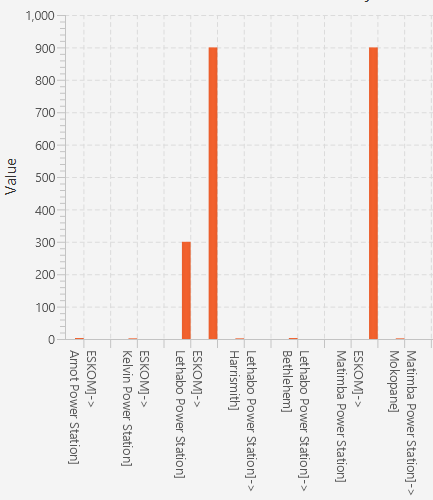 1,000
900
800
700
600
500
400
300
200
100
0
Value
ESKOM]->
Arnot Power Station]
ESKOM]->
Kelvin Power Station]
ESKOM]->
Lethabo Power Station]
Lethabo Power Station]->
Harrismith]
Lethabo Power Station]->
Bethlehem]
ESKOM]->
Matimba Power Station]
Matimba Power Station]->
Mokopane]